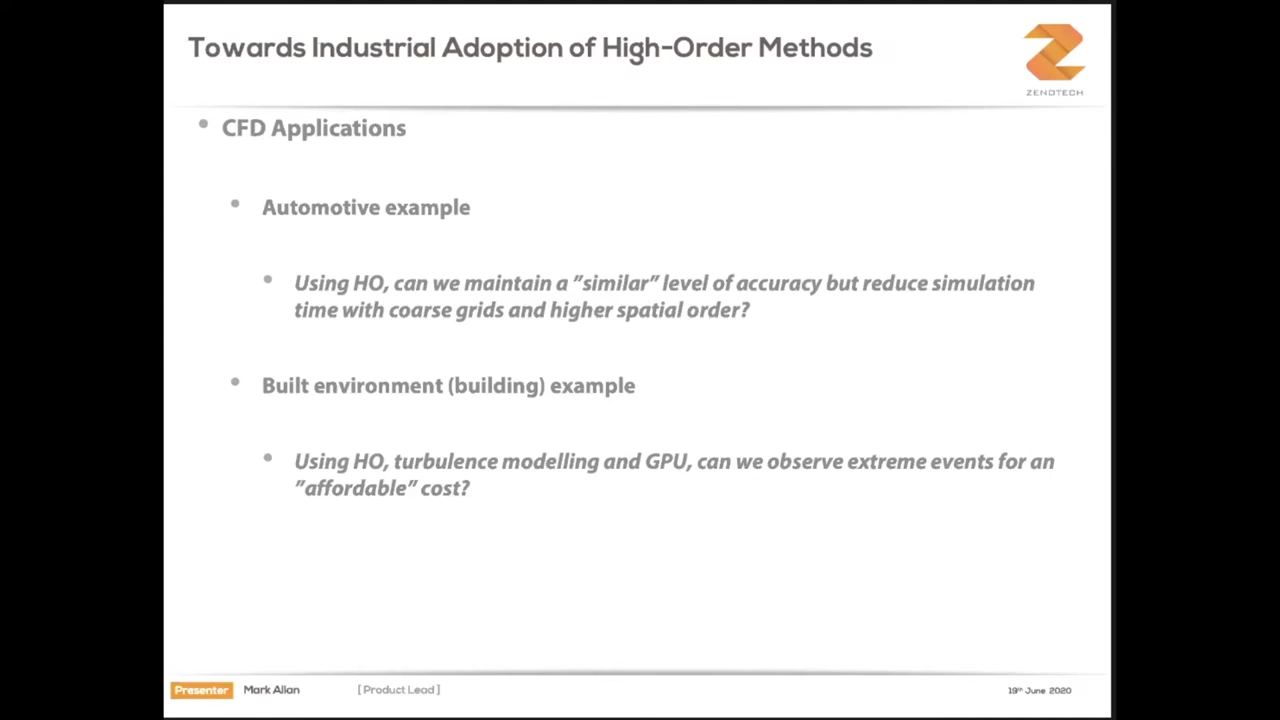 Towards Industrial Adoption of High-Order Methods
ZENOTECH
• CFD Applications
• Automotive example
• Using HO, can we maintain a ”similar” level of accuracy but reduce simulation
time with coarse grids and higher spatial order?
• Built environment (building) example
• Using HO, turbulence modelling and GPU, can we observe extreme events for an
”affordable” cost?
Presenter Mark Allan [ Product Lead ] 19th June 2020